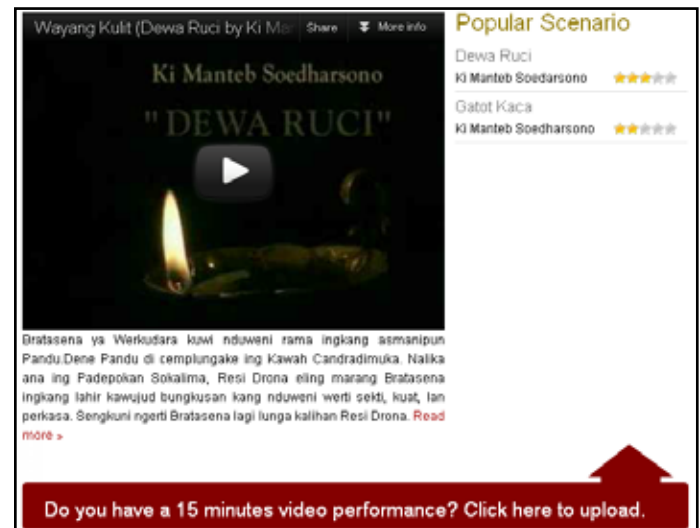 Wayang Kulit (Dewa Ruci by Ki Mar
Share
More info
Ki Manteb Soedharsono
"DEWA RUCI"
Bratasena ya Werkudara kuwi nduweni rama ingkang asmanipun
Pandu.Dene Pandu di cemplungake ing Kawah Candradimuka. Nalika
ana ing Padepokan Sokalima, Resi Drona eling marang Bratasena
ingkang lahir kawujud bungkusan kang nduweni werti sekti, kuat, lan
perkasa. Sengkuni ngerti Bratasena lagi lunga kalihan Resi Drona. Read
more »
Popular Scenario
Dewa Ruci
Ki Manteb Soedarsono
Gatot Kaca
Ki Manteb Soedharsono
Do you have a 15 minutes video performance? Click here to upload.